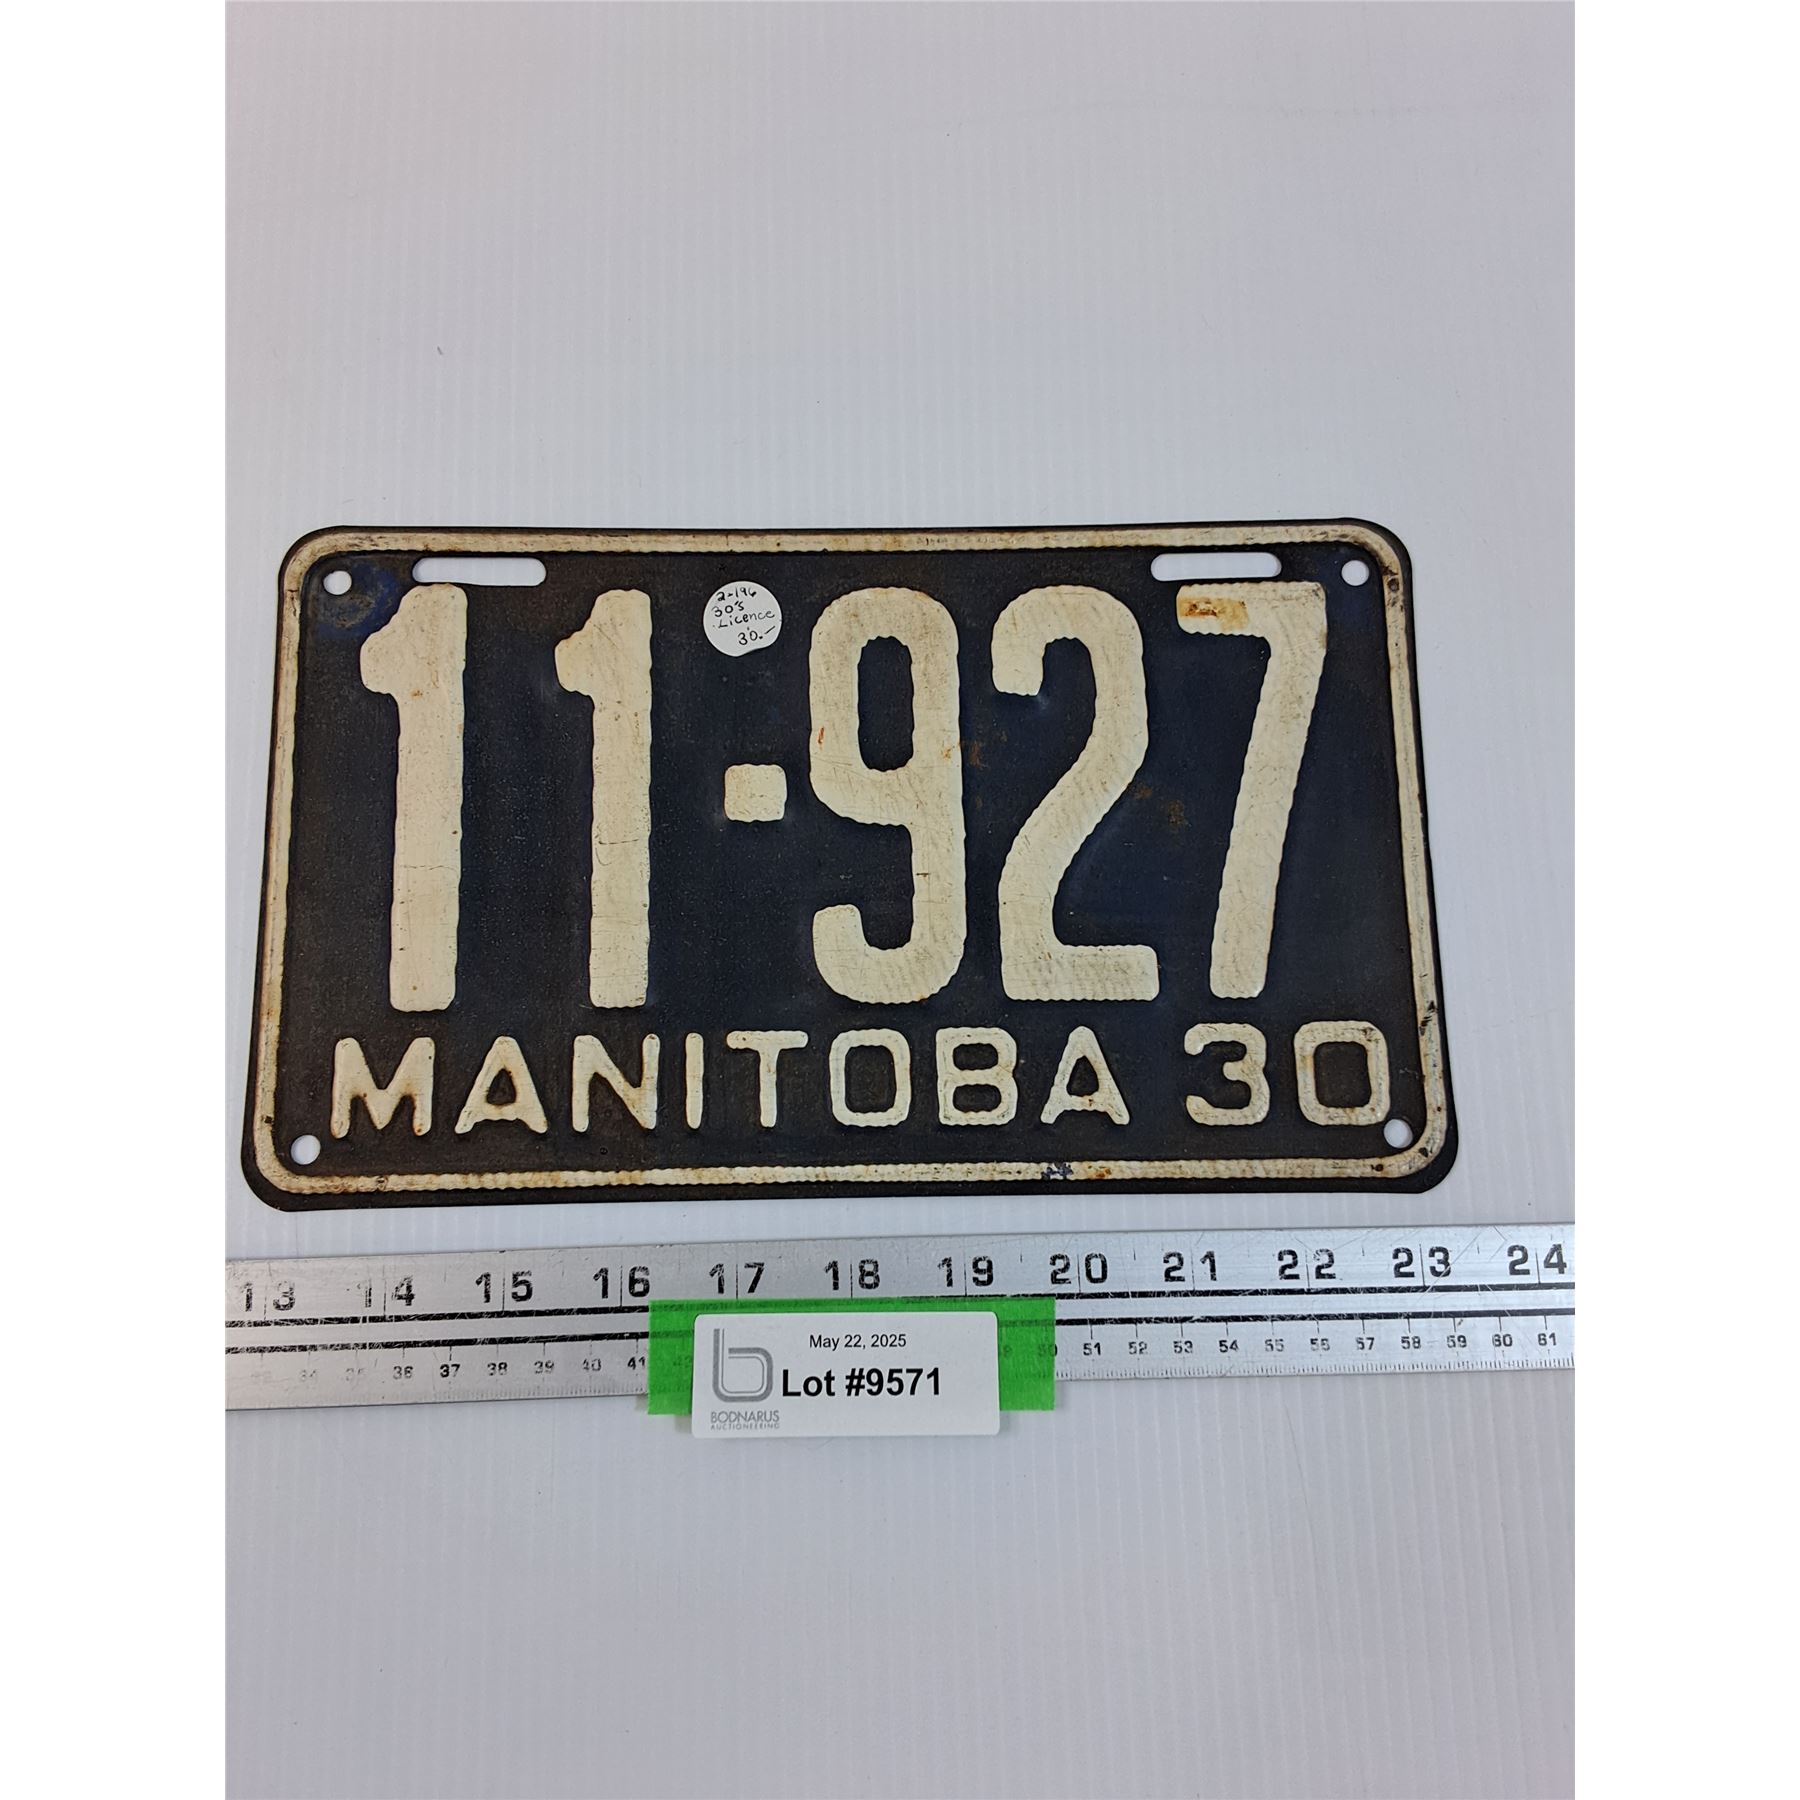 2-196
30's
Licence
30.—
11-927
MANITOBA 30
13 14 15 16 17 18 19 20 21 22 23 24
36 37 38 39 40 41 50 51 52 53 54 55 56 57 58 59 60 61
May 22, 2025
Lot #9571
BODNARUS
AUCTIONEERING